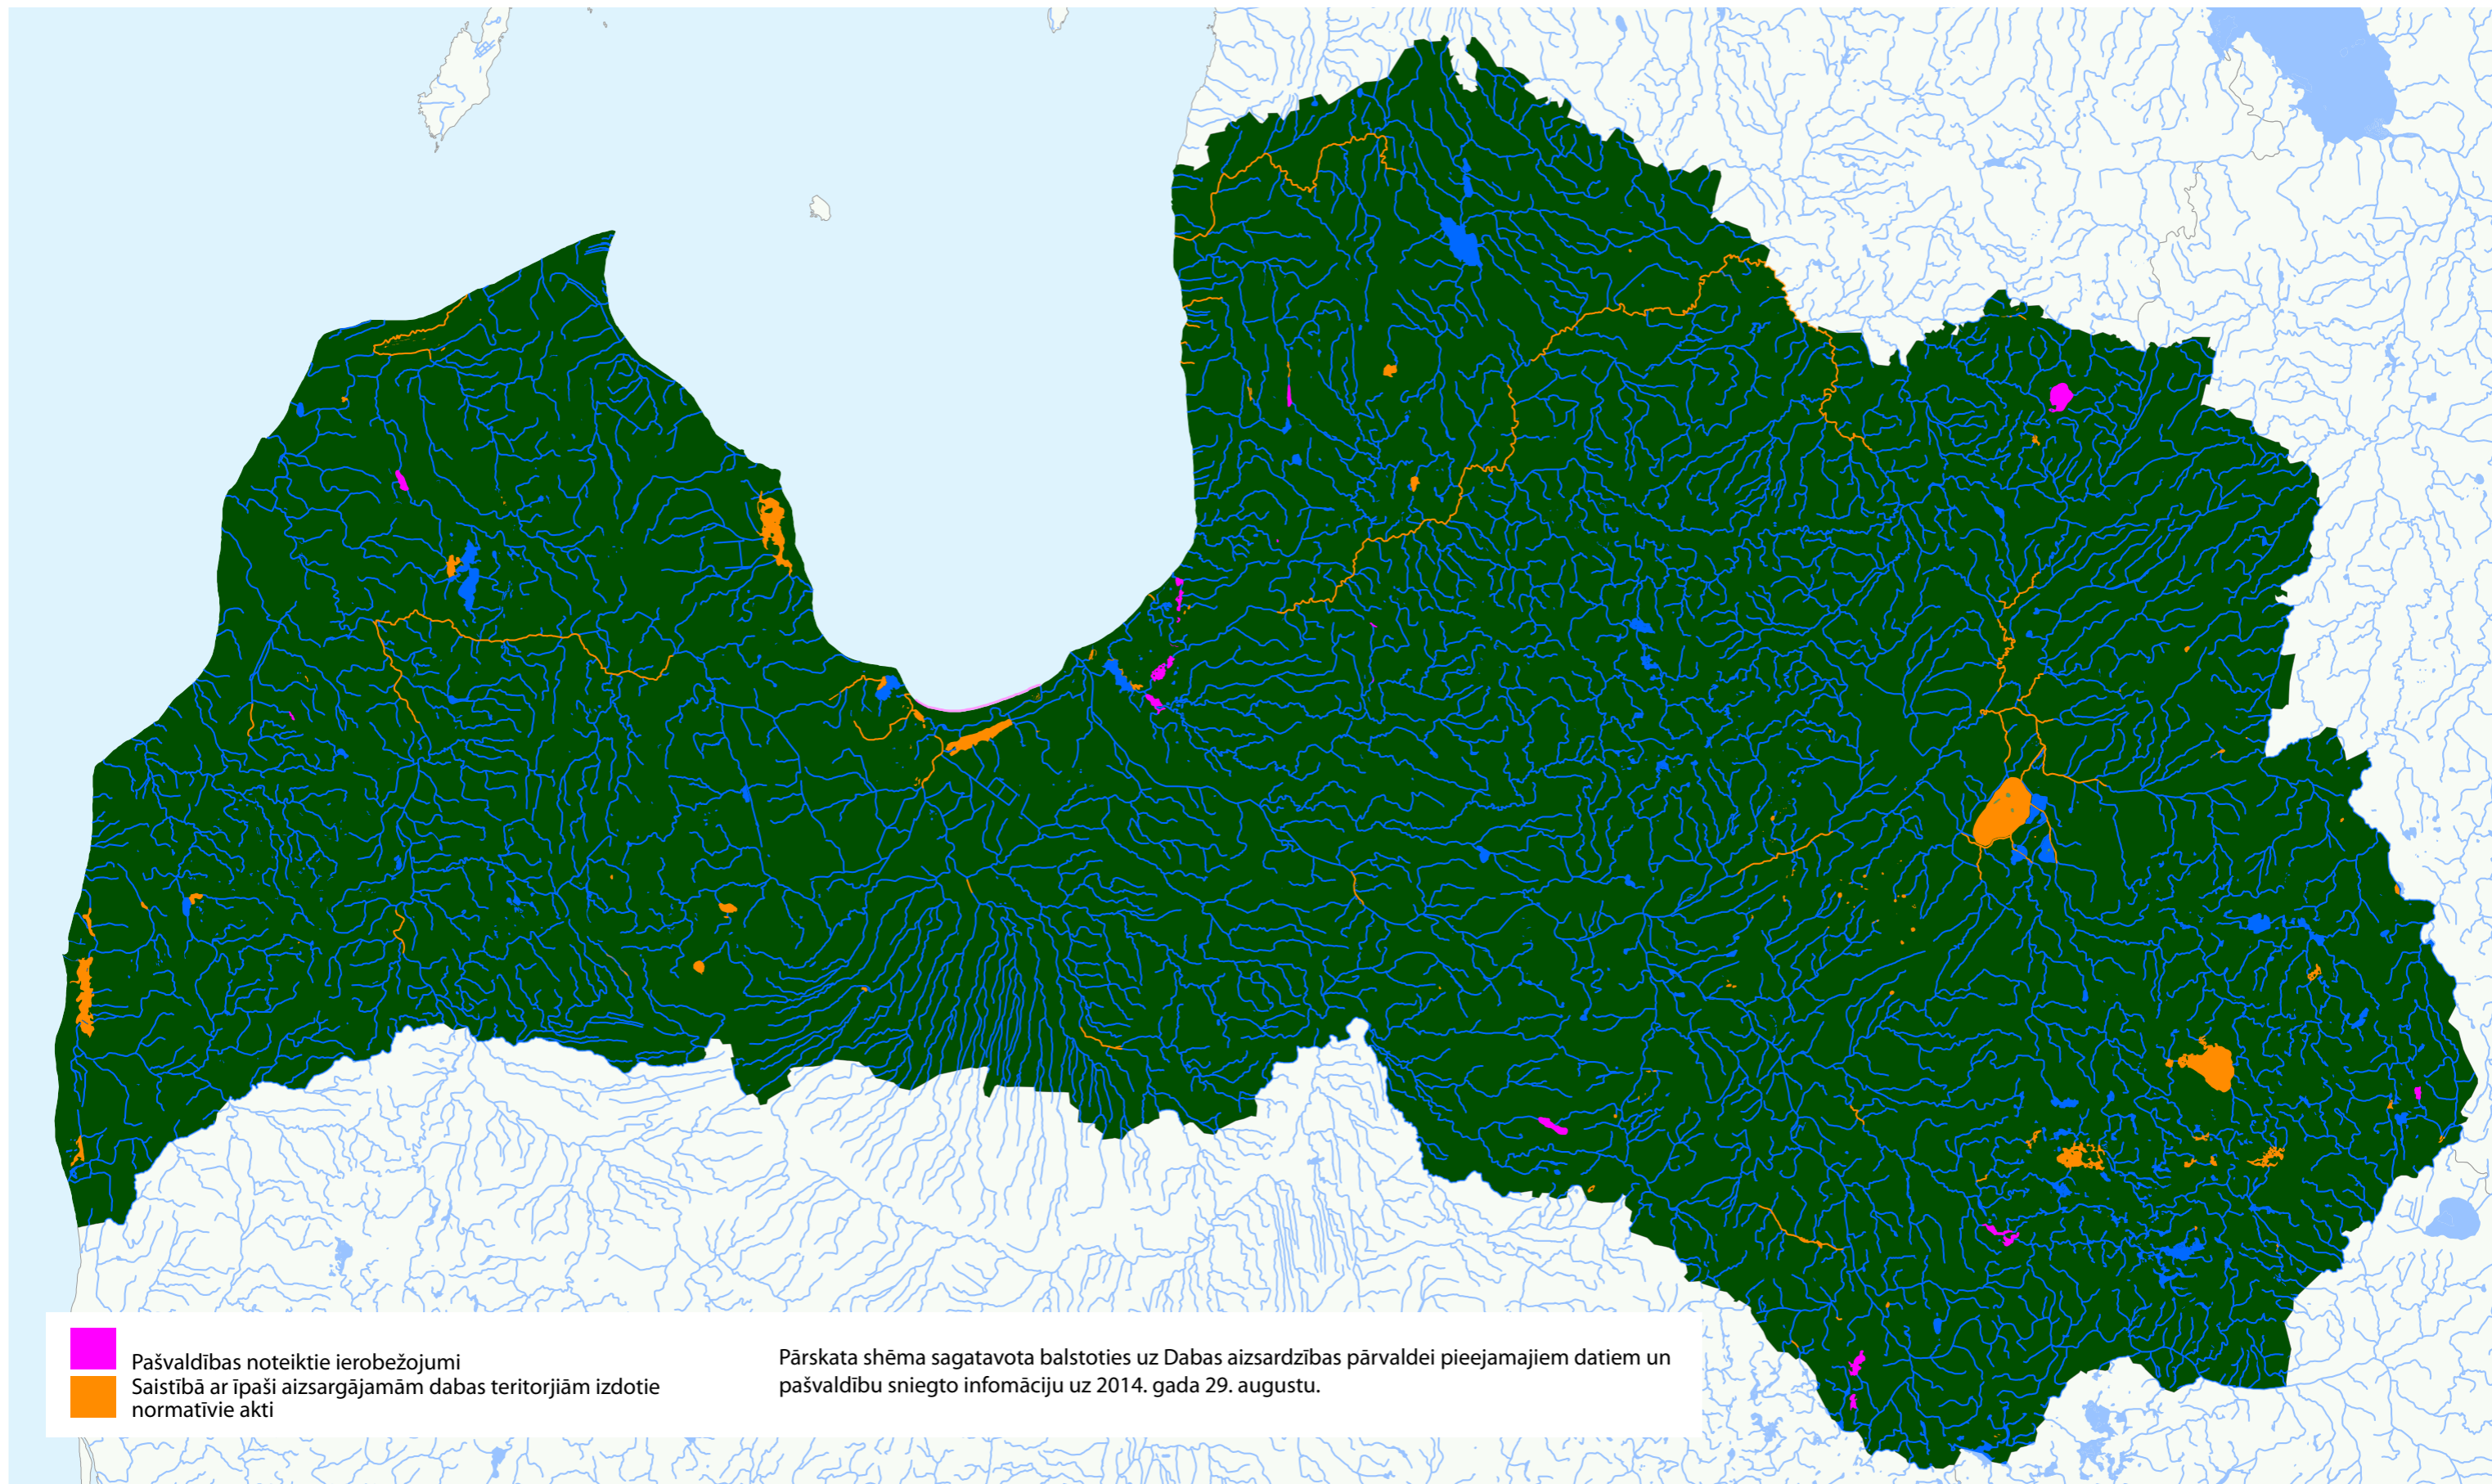 Pašvaldības noteiktie ierobežojumi
Saistībā ar īpaši aizsargājamām dabas teritorjiām izdotie
normatīvie akti
Pārskata shēma sagatavota balstoties uz Dabas aizsardzības pārvaldei pieejamajiem datiem un
pašvaldību sniegto infomāciju uz 2014. gada 29. augustu.